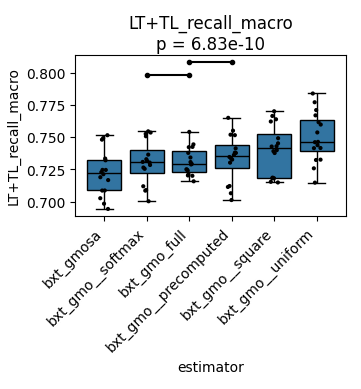 LT+TL_recall_macro
p = 6.83e-10
LT+TL_recall_macro
0.800
0.775
0.750
0.725
0.700
bxt_gmosa
bxt_gmo__softmax
bxt_gmo_full
bxt_gmo__precomputed
bxt_gmo__square
bxt_gmo__uniform
estimator